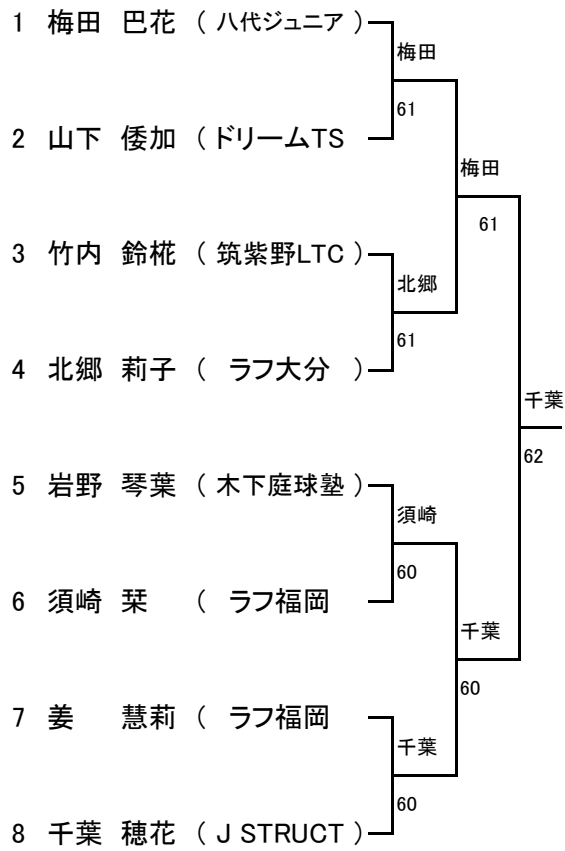 1 梅田 巴花 ( 八代ジュニア )
梅田
61
2 山下 倭加 ( ドリームTS
梅田
61
3 竹内 鈴椛 ( 筑紫野LTC )
北郷
61
4 北郷 莉子 ( ラフ大分 )
千葉
62
5 岩野 琴葉 ( 木下庭球塾 )
須崎
60
6 須崎 栞 ( ラフ福岡
千葉
60
7 姜 慧莉 ( ラフ福岡
千葉
60
8 千葉 穂花 ( J STRUCT )